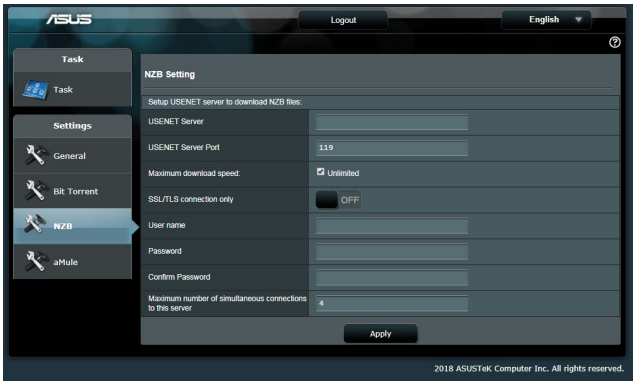 ASUS
Logout
English
Task
Task
Settings
General
Bit Torrent
NZB
aMule
NZB Setting
Setup USENET server to download NZB files:
USENET Server
USENET Server Port 119
Maximum download speed: Unlimited
SSL/TLS connection only OFF
User name
Password
Confirm Password
Maximum number of simultaneous connections
to this server 4
Apply
2018 ASUSTeK Computer Inc. All rights reserved.